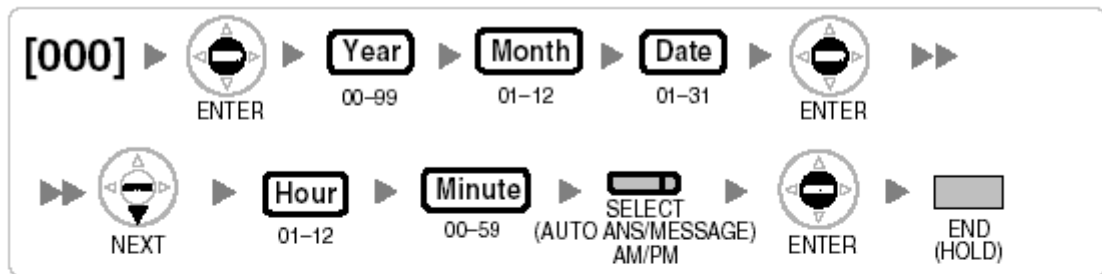 [000] ENTER Year Month Date ENTER
00–99 01–12 01–31
NEXT Hour Minute SELECT ENTER END
01–12 00–59 (AUTO ANS/MESSAGE) (HOLD)
AM/PM